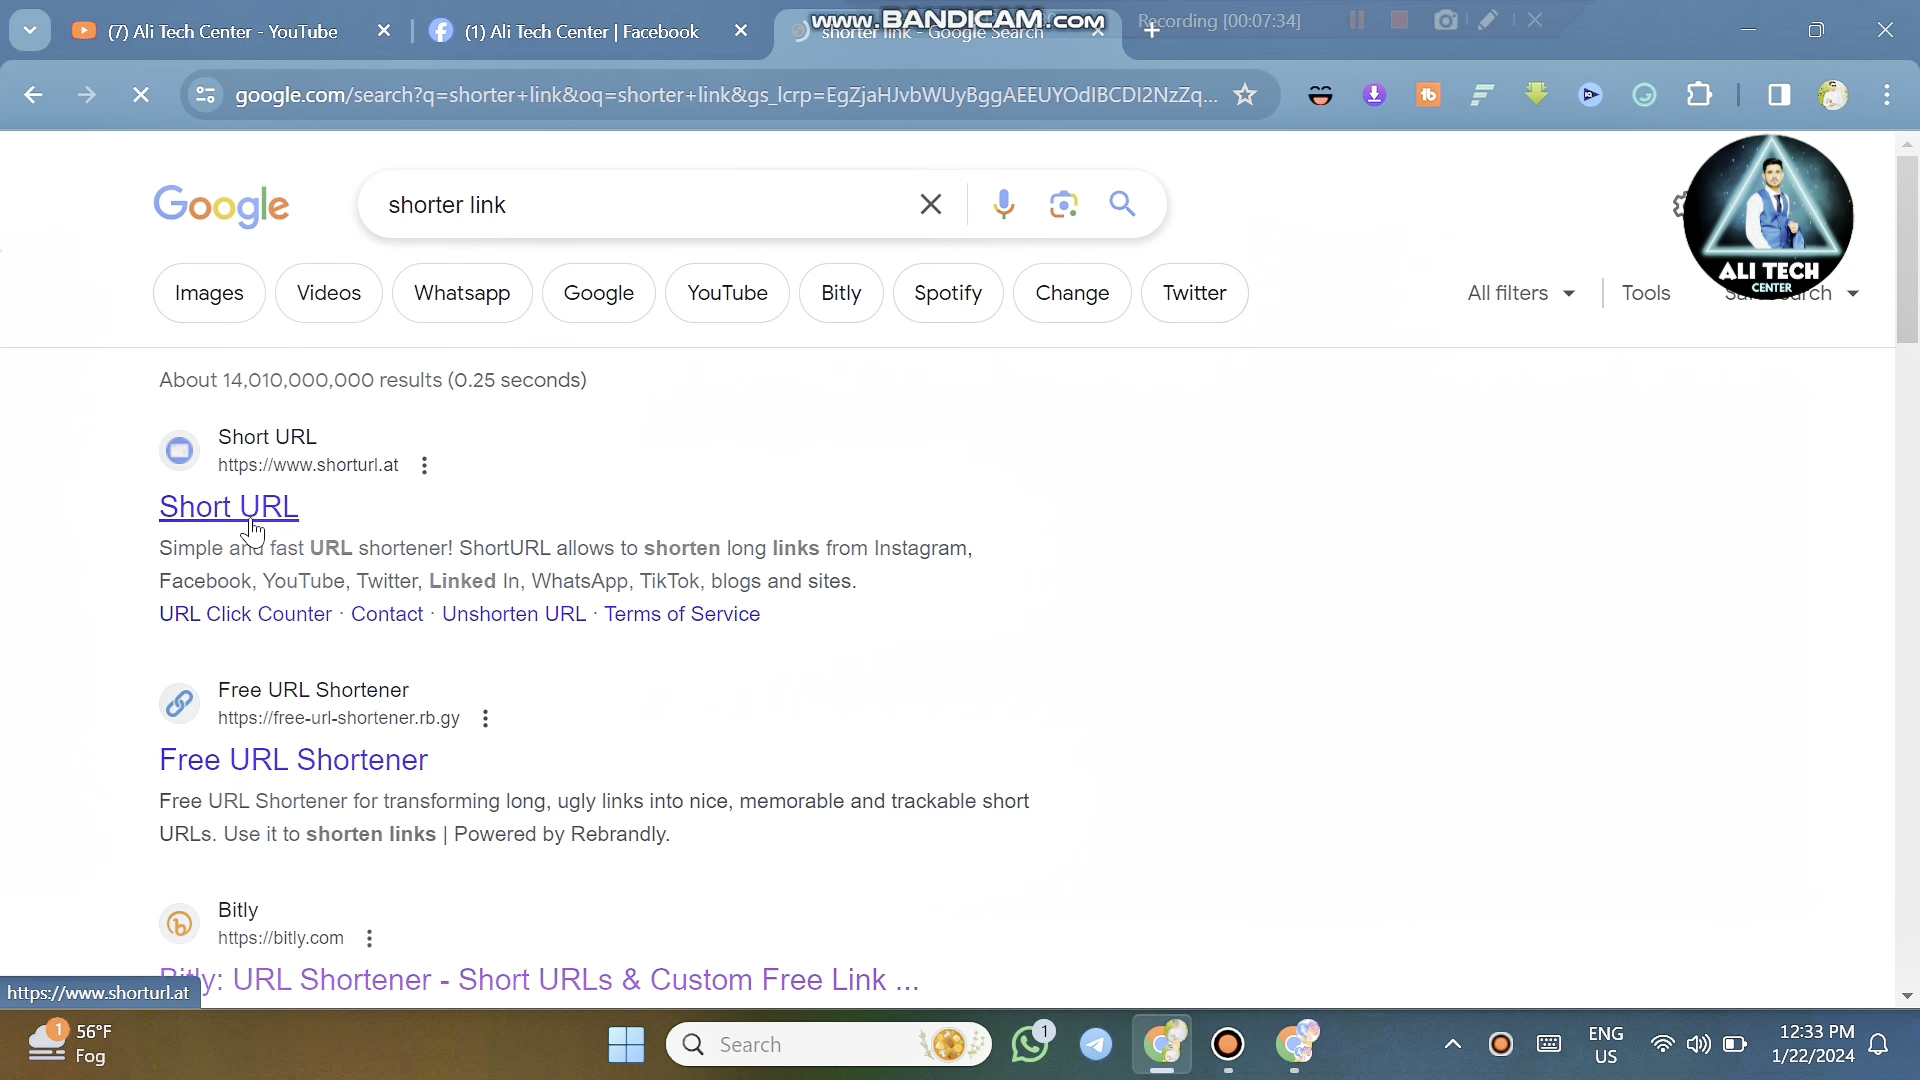 (7) Ali Tech Center - YouTube
(1) Ali Tech Center | Facebook
shorter link - Google Search
www.BANDICAM.com
Recording [00:07:34]
google.com/search?q=shorter+link&oq=shorter+link&gs_lcrp=EgZjaHJvbWUyBggAEEUYOdIBCDI2NzZq...
Google
shorter link
ALI TECH
CENTER
Images
Videos
Whatsapp
Google
YouTube
Bitly
Spotify
Change
Twitter
All filters
Tools
About 14,010,000,000 results (0.25 seconds)
Short URL
https://www.shorturl.at
Short URL
Simple and fast URL shortener! ShortURL allows to shorten long links from Instagram,
Facebook, YouTube, Twitter, Linked In, WhatsApp, TikTok, blogs and sites.
URL Click Counter · Contact · Unshorten URL · Terms of Service
Free URL Shortener
https://free-url-shortener.rb.gy
Free URL Shortener
Free URL Shortener for transforming long, ugly links into nice, memorable and trackable short
URLs. Use it to shorten links | Powered by Rebrandly.
Bitly
https://bitly.com
Bitly: URL Shortener - Short URLs & Custom Free Link ...
https://www.shorturl.at
1
56°F
Fog
Search
1
ENG
US
12:33 PM
1/22/2024